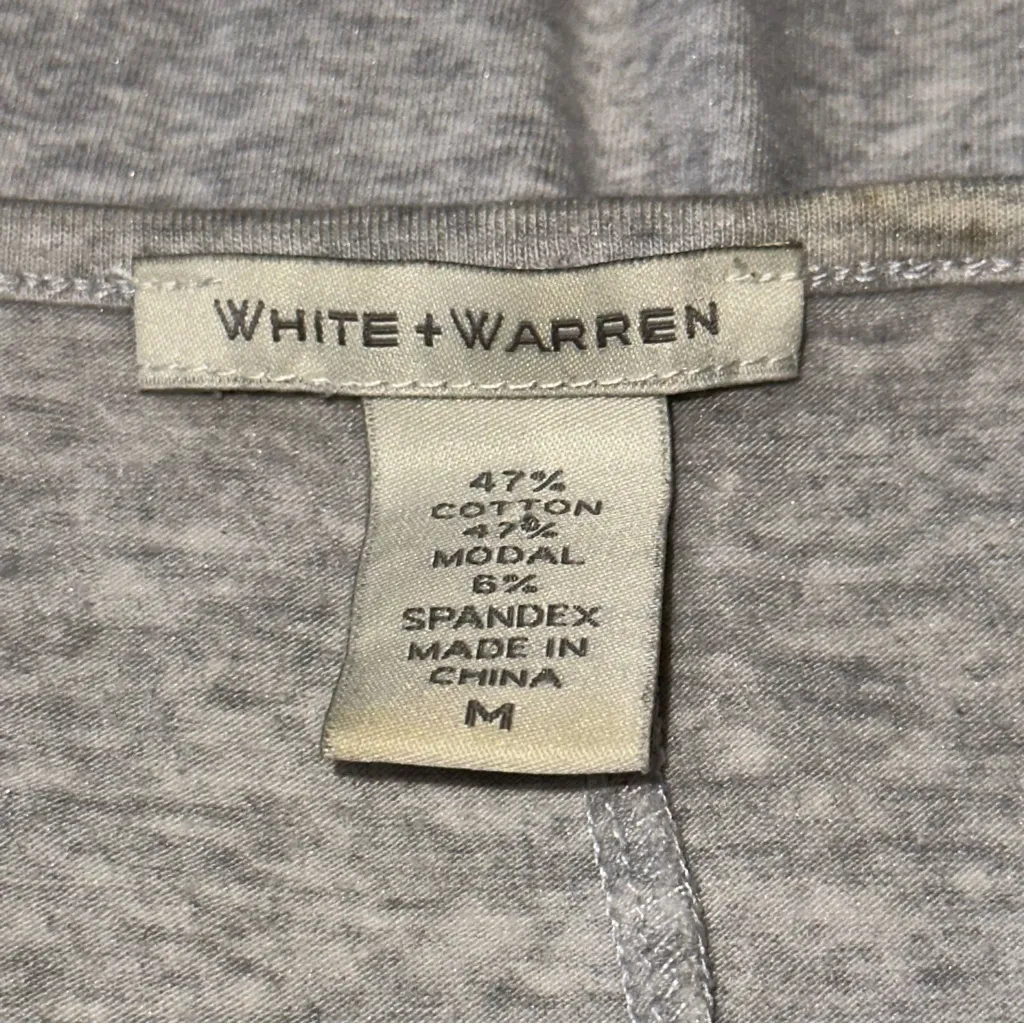 WHITE + WARREN
47%
COTTON
47%
MODAL
6%
SPANDEX
MADE IN
CHINA
M